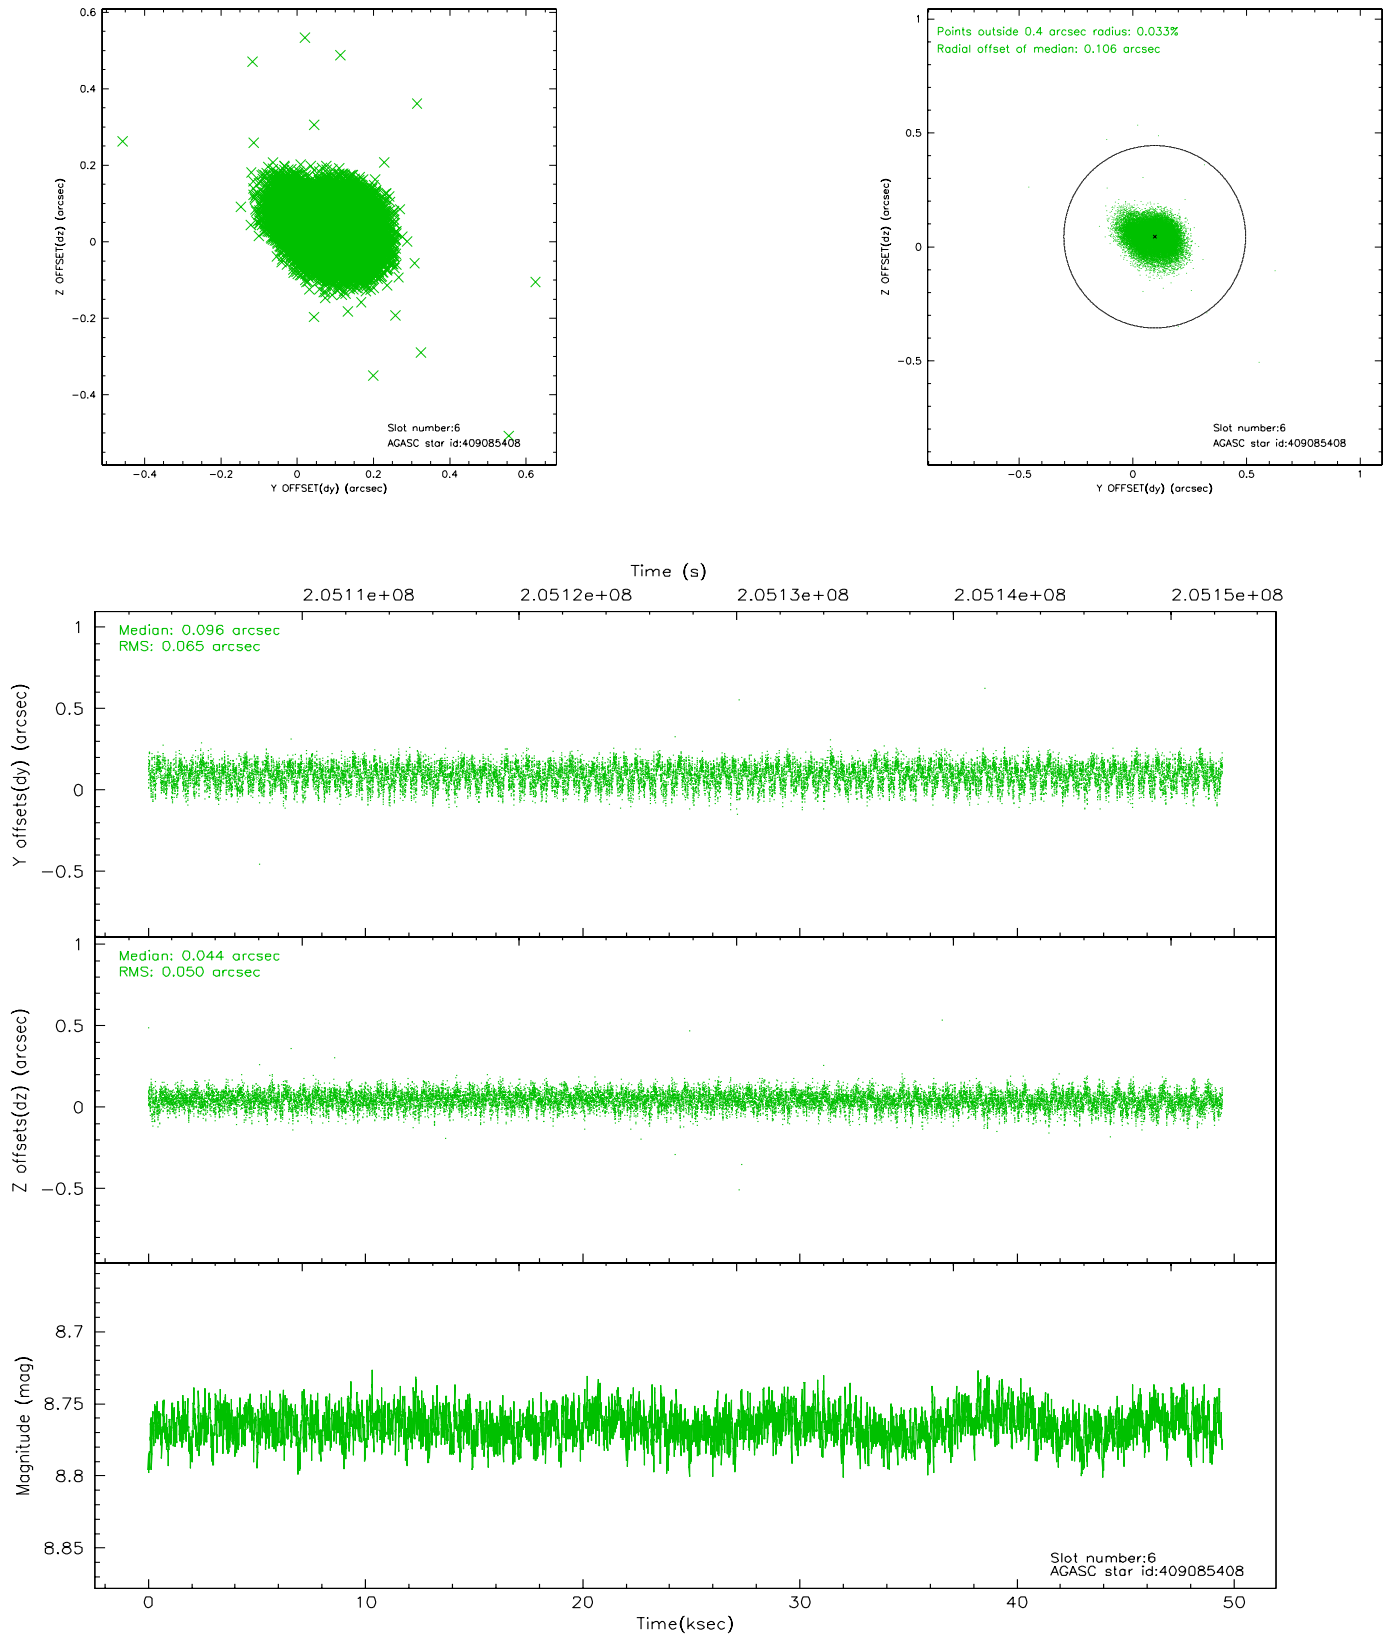 0.6
0.4
0.2
0
−0.2
−0.4
Z OFFSET(dz) (arcsec)
Slot number:6
AGASC star id:409085408
−0.4 −0.2 0 0.2 0.4 0.6
Y OFFSET(dy) (arcsec)
Points outside 0.4 arcsec radius: 0.033%
Radial offset of median: 0.106 arcsec
1
0.5
0
−0.5
Z OFFSET(dz) (arcsec)
Slot number:6
AGASC star id:409085408
−0.5 0 0.5 1
Y OFFSET(dy) (arcsec)
Time (s)
2.0511e+08 2.0512e+08 2.0513e+08 2.0514e+08 2.0515e+08
Median: 0.096 arcsec
RMS: 0.065 arcsec
1
0.5
0
−0.5
Y offsets(dy) (arcsec)
Median: 0.044 arcsec
RMS: 0.050 arcsec
1
0.5
0
−0.5
Z offsets(dz) (arcsec)
8.7
8.75
8.8
8.85
Magnitude (mag)
Slot number:6
AGASC star id:409085408
0 10 20 30 40 50
Time(ksec)